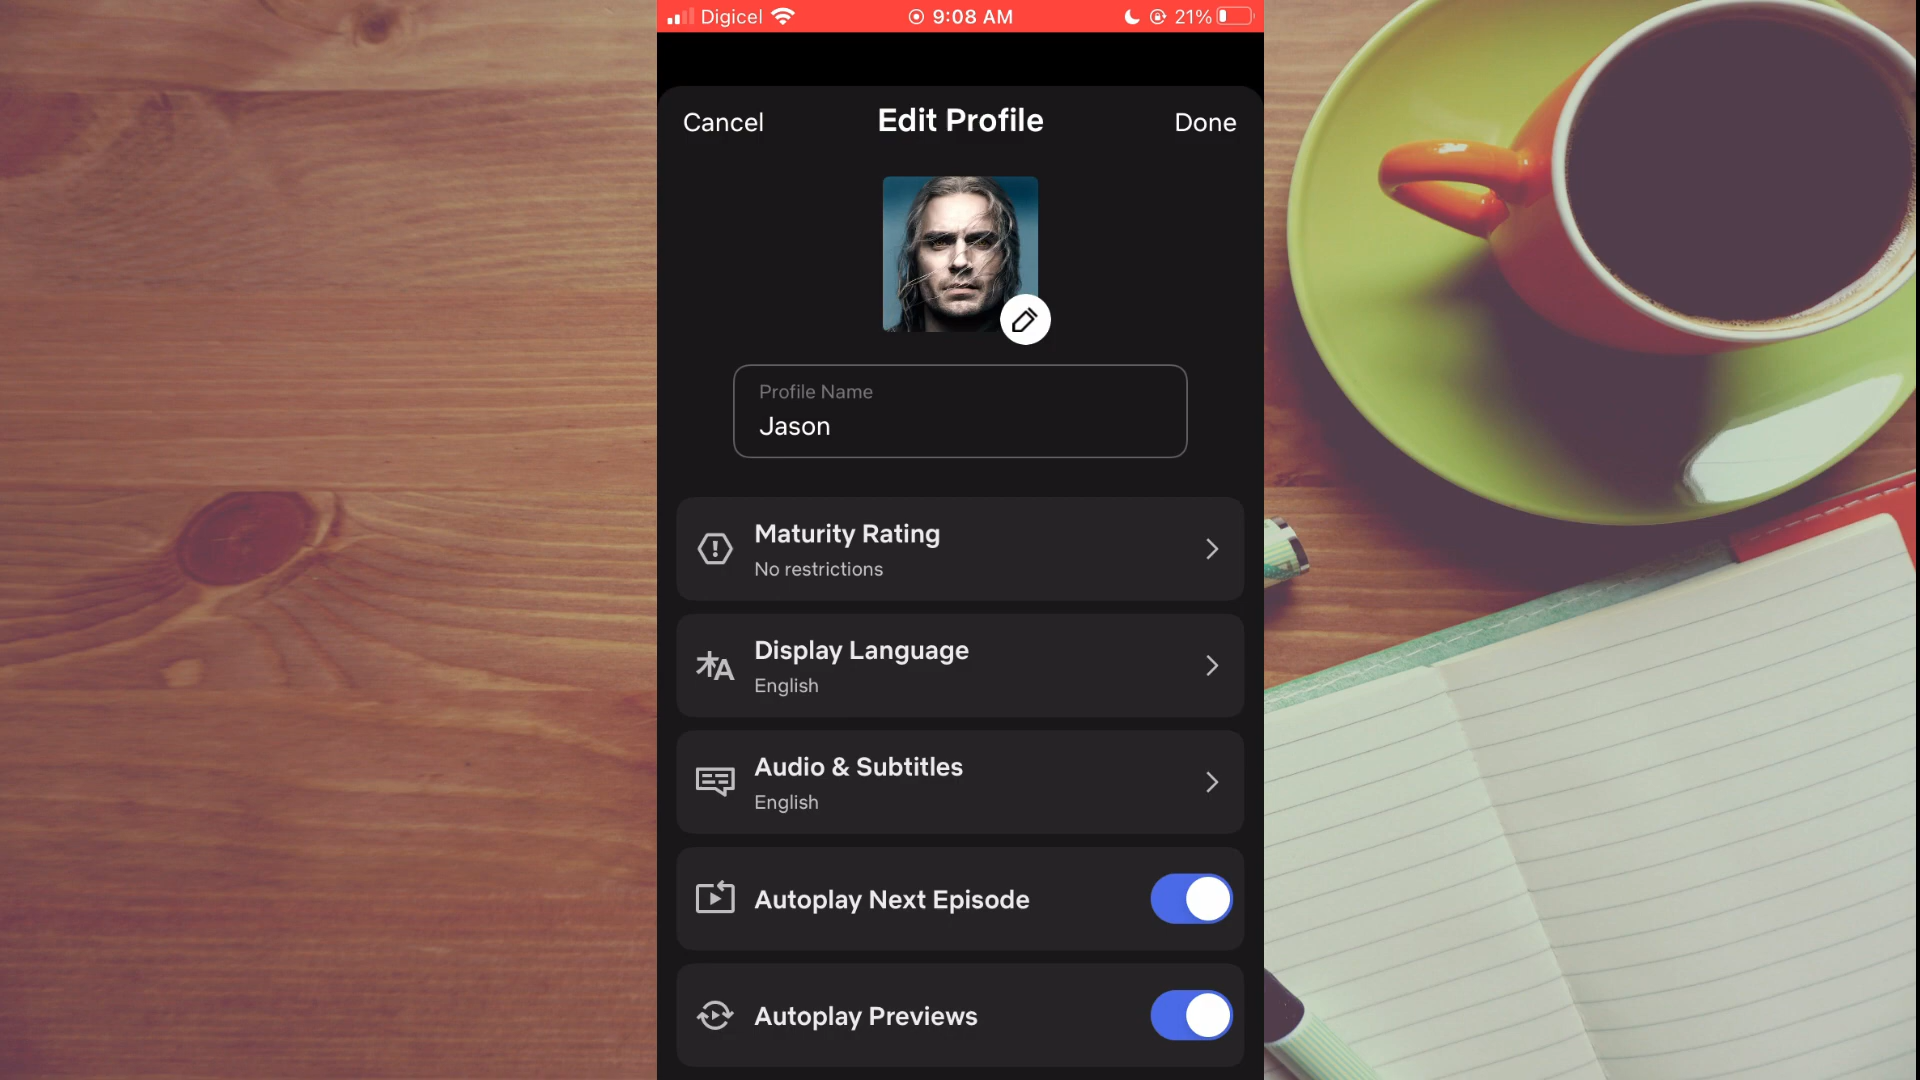 Digicel 9:08 AM 21%
Cancel Edit Profile Done
Profile Name
Jason
Maturity Rating
No restrictions
Display Language
English
Audio & Subtitles
English
Autoplay Next Episode
Autoplay Previews